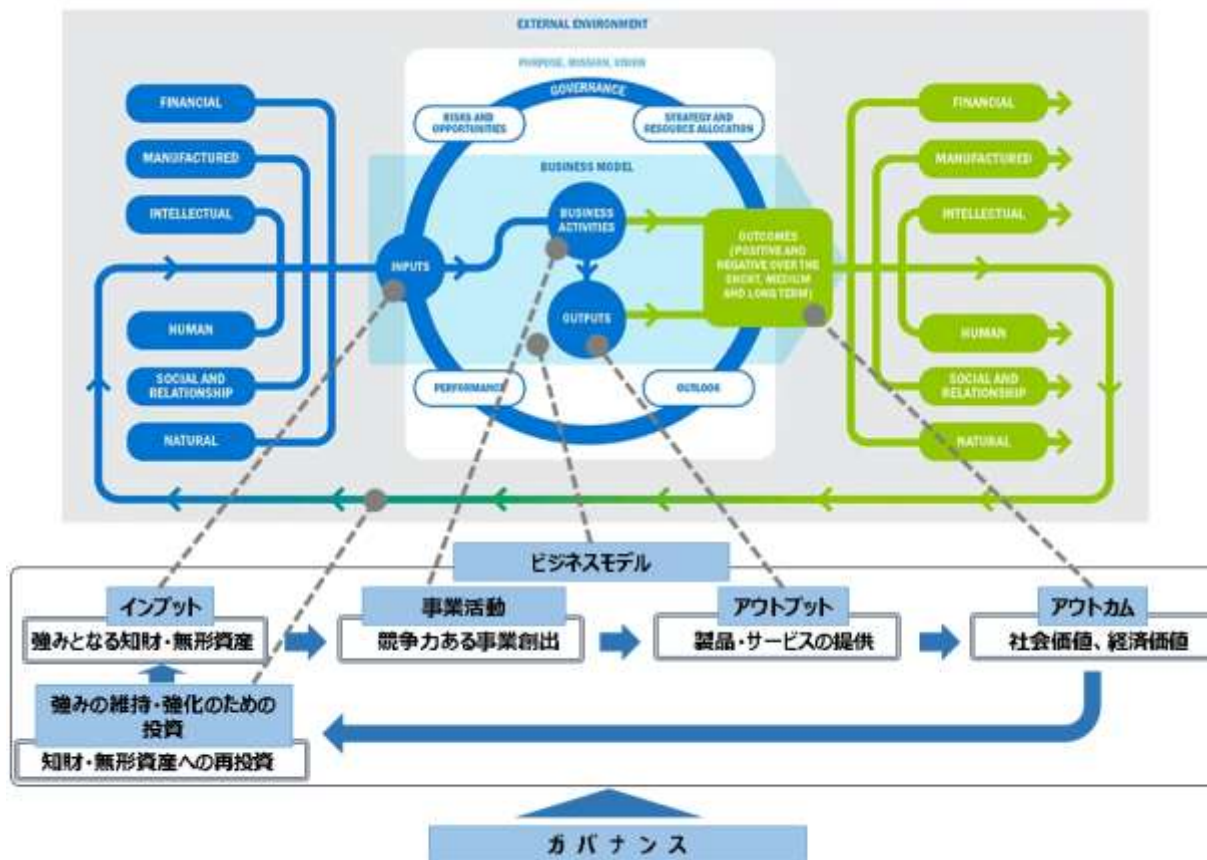 EXTERNAL ENVIRONMENT
PURPOSE, MISSION, VISION
GOVERNANCE
RISKS AND
OPPORTUNITIES
STRATEGY AND
RESOURCE ALLOCATION
FINANCIAL
MANUFACTURED
INTELLECTUAL
HUMAN
SOCIAL AND
RELATIONSHIP
NATURAL
BUSINESS MODEL
INPUTS
BUSINESS
ACTIVITIES
OUTPUTS
OUTCOMES
(POSITIVE AND
NEGATIVE OVER THE
SHORT, MEDIUM
AND LONG TERM)
PERFORMANCE
OUTLOOK
FINANCIAL
MANUFACTURED
INTELLECTUAL
HUMAN
SOCIAL AND
RELATIONSHIP
NATURAL
ビジネスモデル
インプット
強みとなる知財・無形資産
事業活動
競争力ある事業創出
アウトプット
製品・サービスの提供
アウトカム
社会価値、経済価値
強みの維持・強化のための
投資
知財・無形資産への再投資
ガバナンス